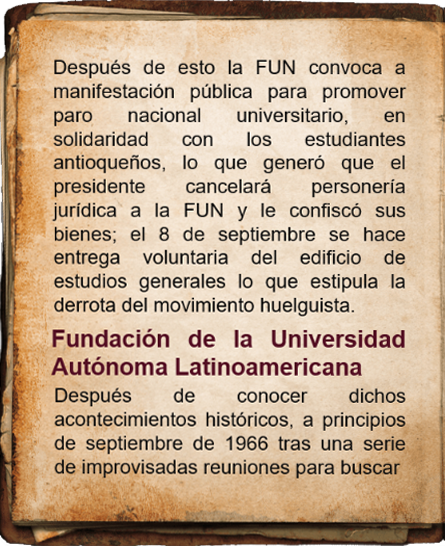 Después de esto la FUN convoca a
manifestación pública para promover
paro nacional universitario, en
solidaridad con los estudiantes
antioqueños, lo que generó que el
presidente cancelará personería
jurídica a la FUN y le confiscó sus
bienes; el 8 de septiembre se hace
entrega voluntaria del edificio de
estudios generales lo que estipula la
derrota del movimiento huelguista.
Fundación de la Universidad
Autónoma Latinoamericana
Después de conocer dichos
acontecimientos históricos, a principios
de septiembre de 1966 tras una serie
de improvisadas reuniones para buscar